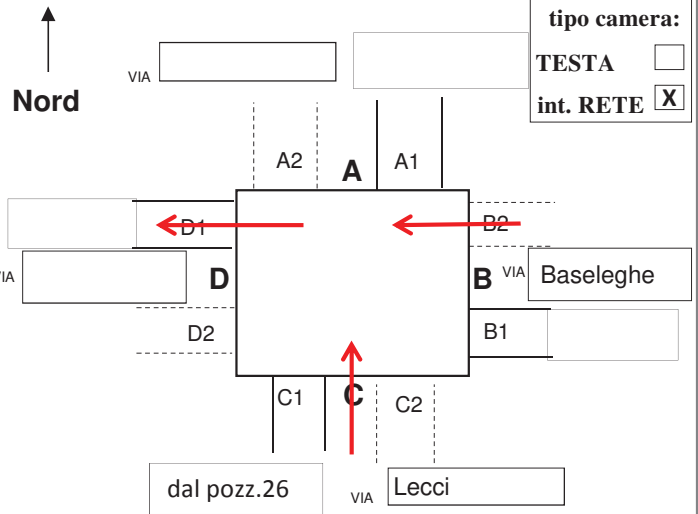 tipo camera:
TESTA
int. RETE X
VIA
Nord
A2 A A1
D1 B2
VIA D B VIA Baseleghe
D2 B1
C1 C C2
dal pozz.26 VIA Lecci